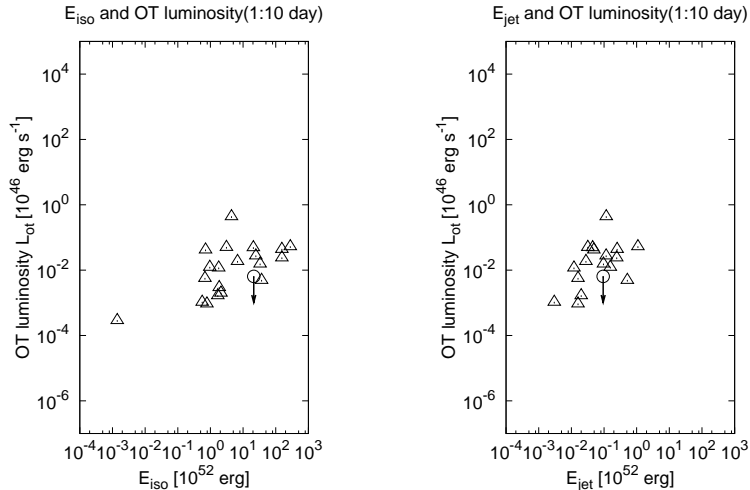 E_iso and OT luminosity(1:10 day)
OT luminosity L_ot [10^46 erg s^-1]
10^4
10^2
10^0
10^-2
10^-4
10^-6
10^-4 10^-3 10^-2 10^-1 10^0 10^1 10^2 10^3
E_iso [10^52 erg]
E_jet and OT luminosity(1:10 day)
OT luminosity L_ot [10^46 erg s^-1]
10^4
10^2
10^0
10^-2
10^-4
10^-6
10^-4 10^-3 10^-2 10^-1 10^0 10^1 10^2 10^3
E_jet [10^52 erg]